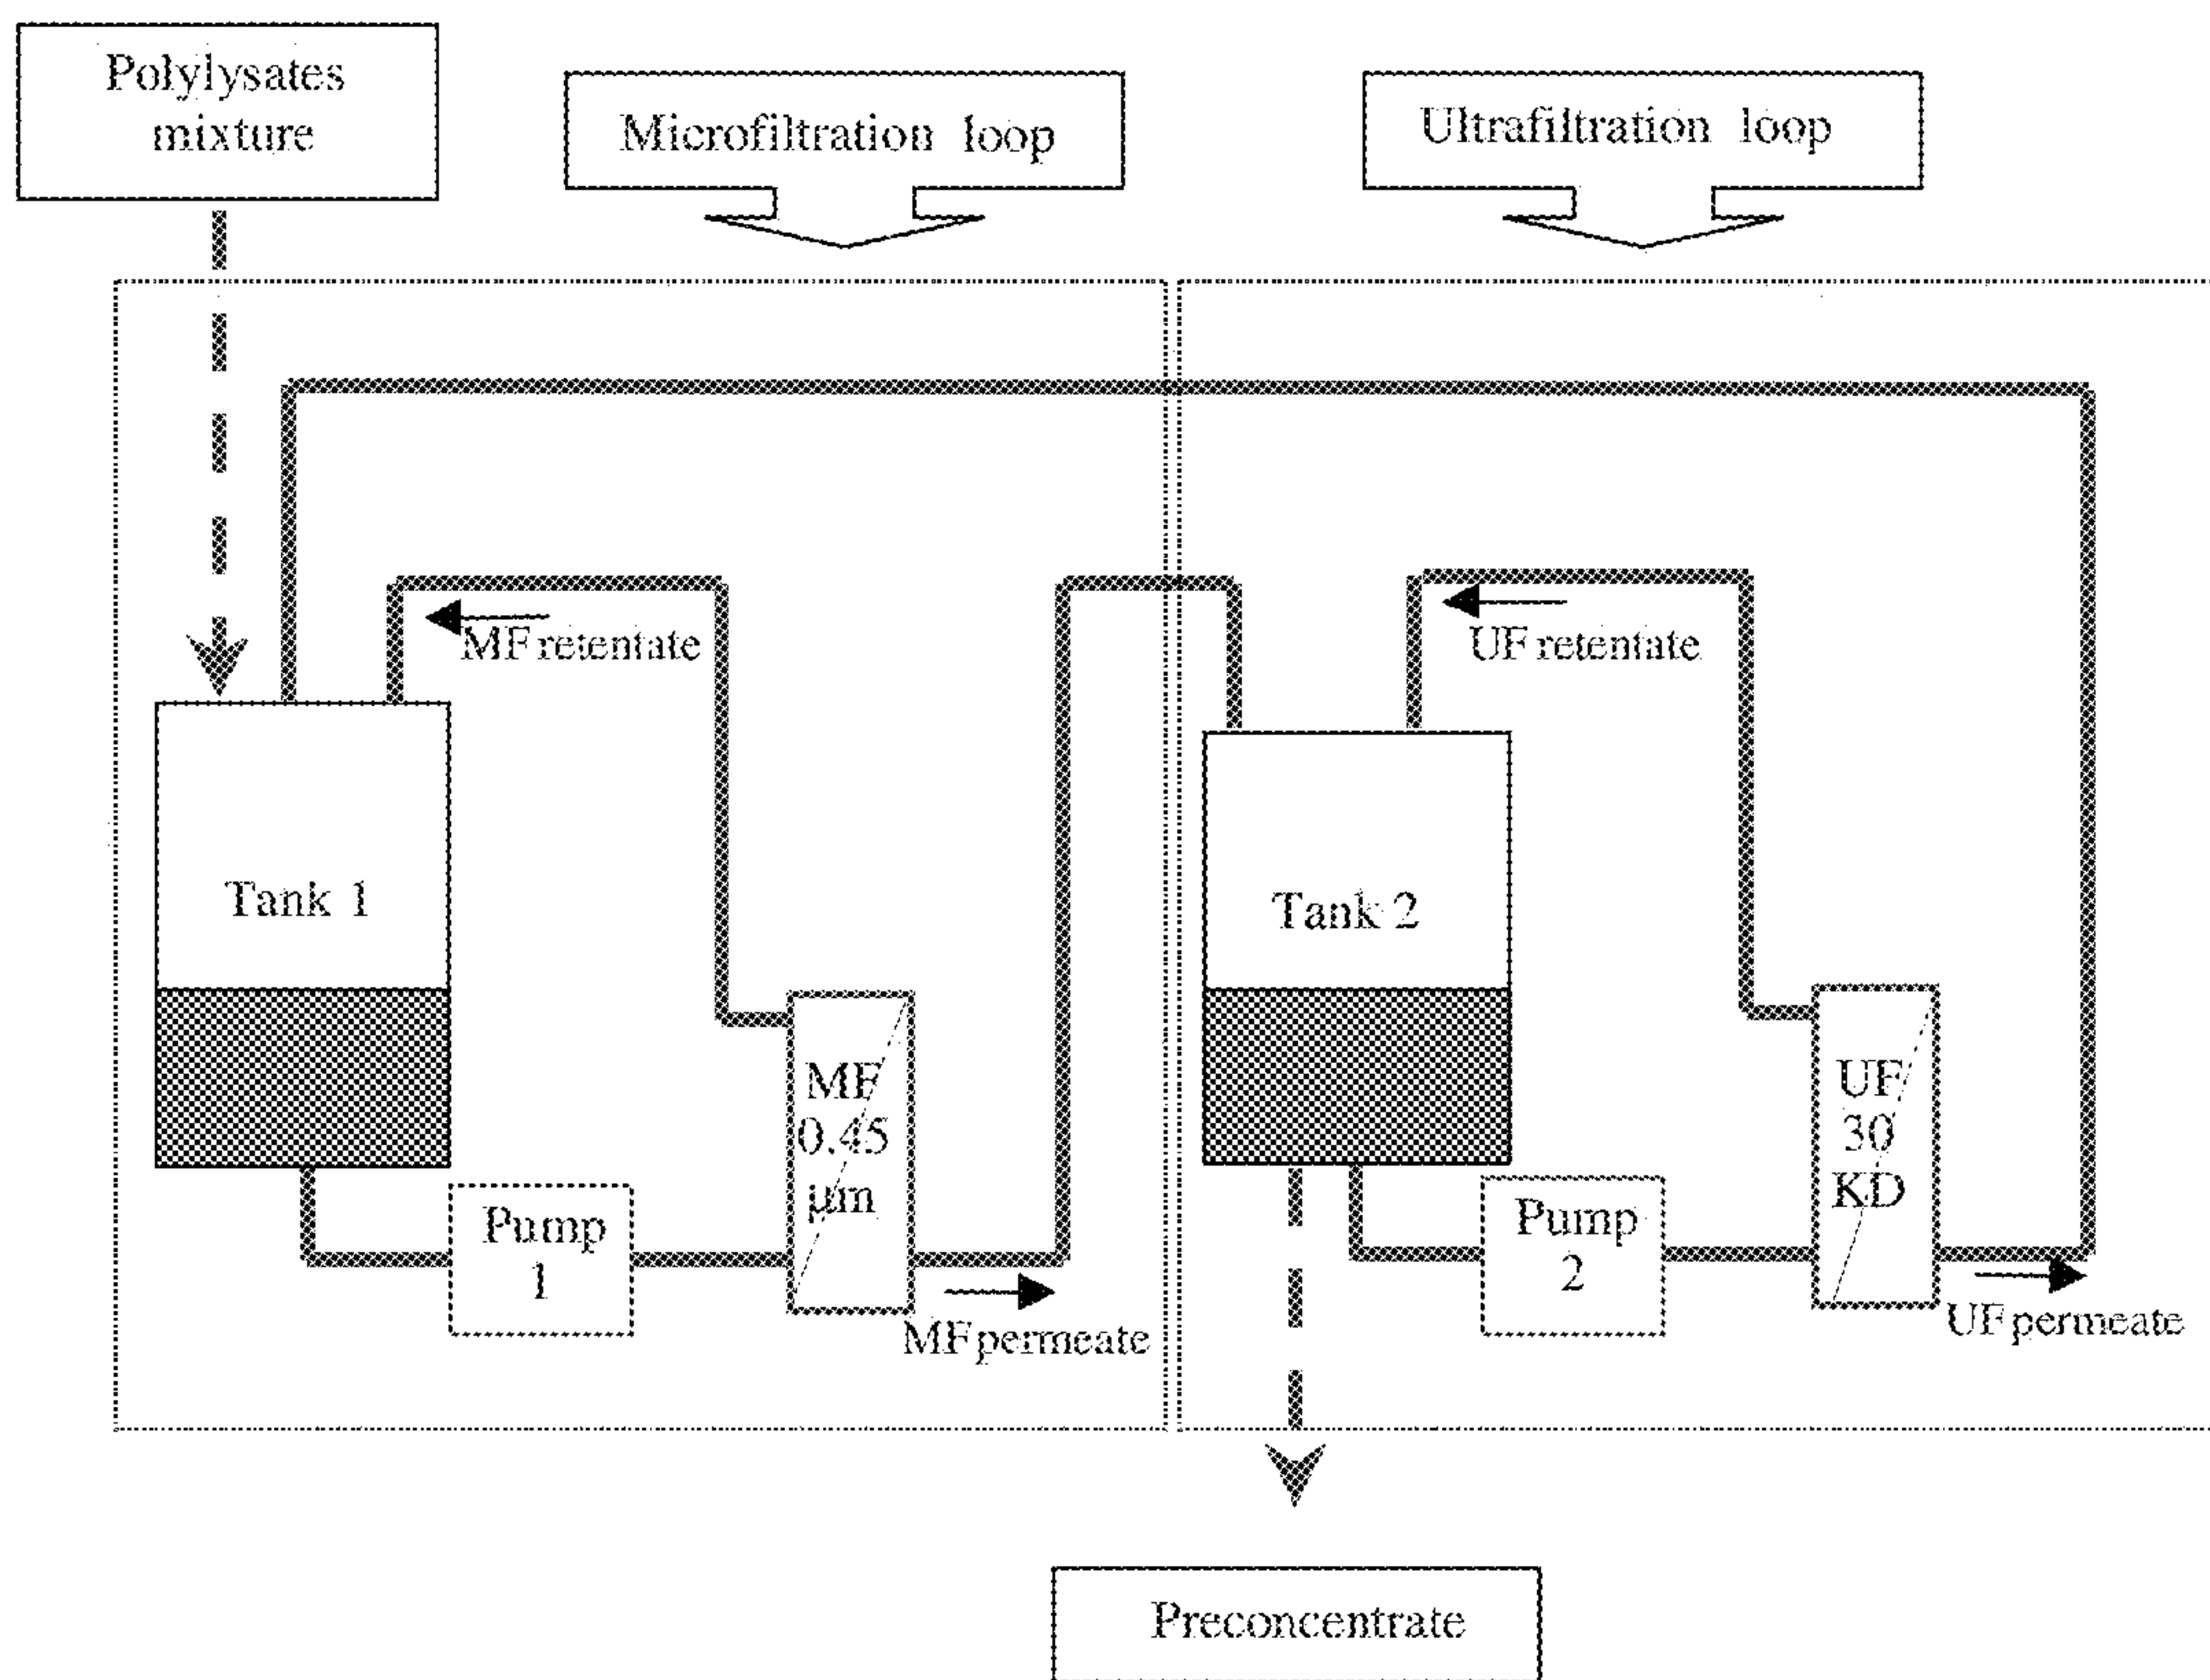 Polylysates
mixture
Microfiltration loop
Ultrafiltration loop
MF retentate
UF retentate
Tank 1
Tank 2
MF
0.45
µm
UF
30
KD
Pump
1
Pump
2
MF permeate
UF permeate
Preconcentrate